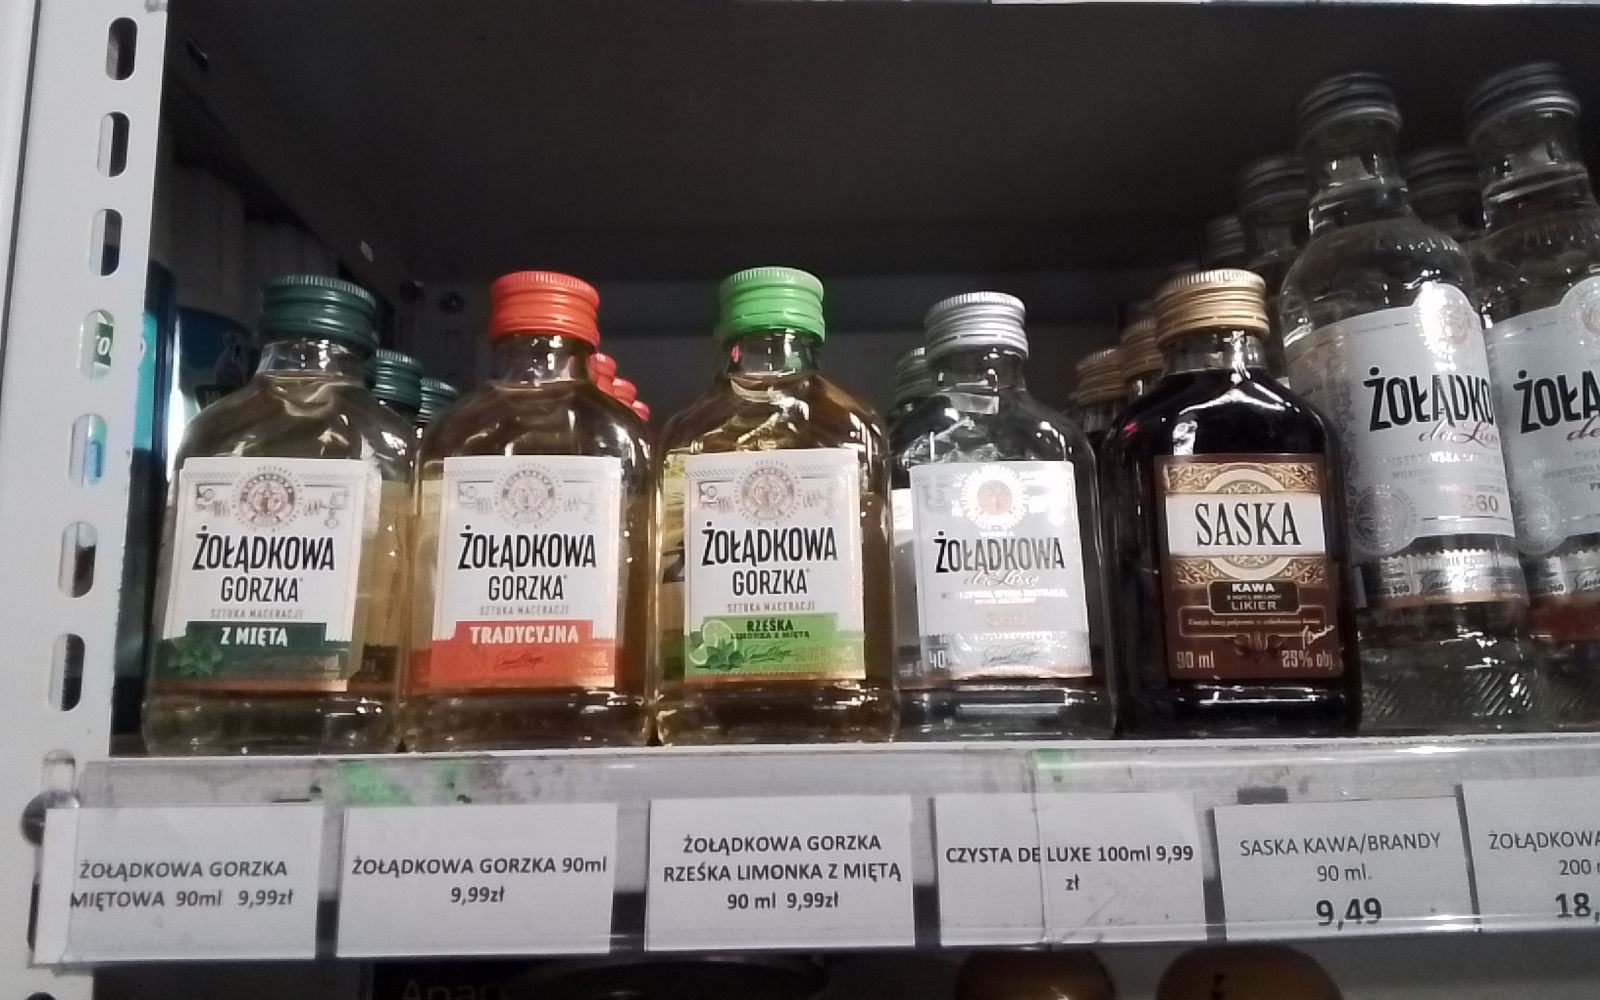 ŻOŁĄDKOWA
GORZKA
SZTUKA MACERACJI
Z MIĘTĄ
ŻOŁĄDKOWA
GORZKA
SZTUKA MACERACJI
TRADYCYJNA
ŻOŁĄDKOWA
GORZKA
SZTUKA MACERACJI
RZEŚKA
LIMONKA Z MIĘTĄ
ŻOŁĄDKOWA
de Luxe
SASKA
KAWA
LIKIER
90 ml 25% obj.
ŻOŁĄDKO
de Luxe
ŻOŁĄ
de
ŻOŁĄDKOWA GORZKA
MIĘTOWA 90ml 9,99zł
ŻOŁĄDKOWA GORZKA 90ml
9,99zł
ŻOŁĄDKOWA GORZKA
RZEŚKA LIMONKA Z MIĘTĄ
90 ml 9,99zł
CZYSTA DE LUXE 100ml 9,99
zł
SASKA KAWA/BRANDY
90 ml.
9,49
ŻOŁĄDKOWA
200
18,